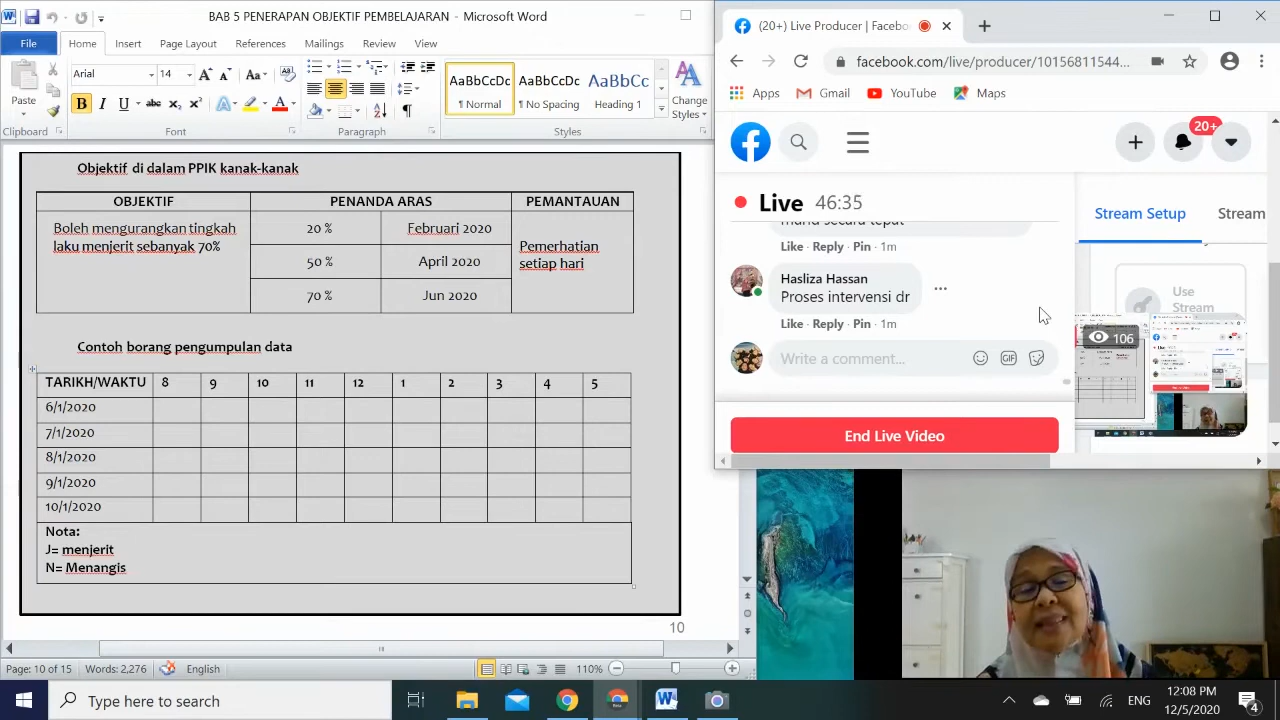 BAB 5 PENERAPAN OBJEKTIF PEMBELAJARAN - Microsoft Word
File Home Insert Page Layout References Mailings Review View
Paste
Arial 14
B I U abc x₂ x² Aa
AaBbCcDc AaBbCcDc AaBbCc
¶ Normal ¶ No Spacing Heading 1
Change Styles
Clipboard Font Paragraph Styles
Objektif di dalam PPIK kanak-kanak
OBJEKTIF PENANDA ARAS PEMANTAUAN
Boleh mengurangkan tingkah laku menjerit sebanyak 70%
20 % Februari 2020
50 % April 2020
70 % Jun 2020
Pemerhatian setiap hari
Contoh borang pengumpulan data
TARIKH/WAKTU 8 9 10 11 12 1 2 3 4 5
6/1/2020
7/1/2020
8/1/2020
9/1/2020
10/1/2020
Nota:
J= menjerit
N= Menangis
10
Page: 10 of 15 Words: 2,276 English 110%
(20+) Live Producer | Facebo
facebook.com/live/producer/10156811544...
Apps Gmail YouTube Maps
20+
Live 46:35
Like · Reply · Pin · 1m
Hasliza Hassan
Proses intervensi dr
Like · Reply · Pin · 1m
Write a comment...
GIF
End Live Video
Stream Setup Stream
Use Stream
106
Type here to search
ENG
12:08 PM
12/5/2020
4